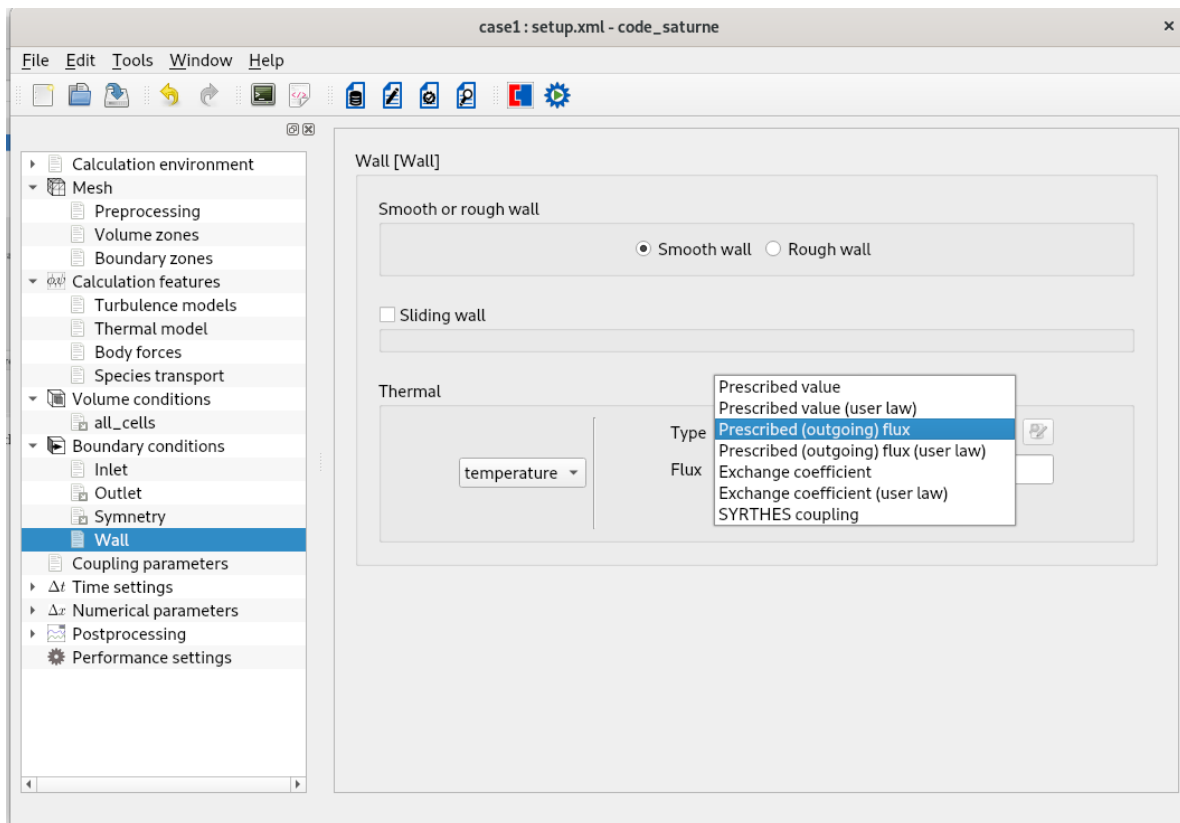 case1 : setup.xml - code_saturne
File Edit Tools Window Help
Calculation environment
Mesh
Preprocessing
Volume zones
Boundary zones
Calculation features
Turbulence models
Thermal model
Body forces
Species transport
Volume conditions
all_cells
Boundary conditions
Inlet
Outlet
Symnetry
Wall
Coupling parameters
Δt Time settings
Δx Numerical parameters
Postprocessing
Performance settings
Wall [Wall]
Smooth or rough wall
Smooth wall Rough wall
Sliding wall
Thermal
temperature
Type
Flux
Prescribed value
Prescribed value (user law)
Prescribed (outgoing) flux
Prescribed (outgoing) flux (user law)
Exchange coefficient
Exchange coefficient (user law)
SYRTHES coupling